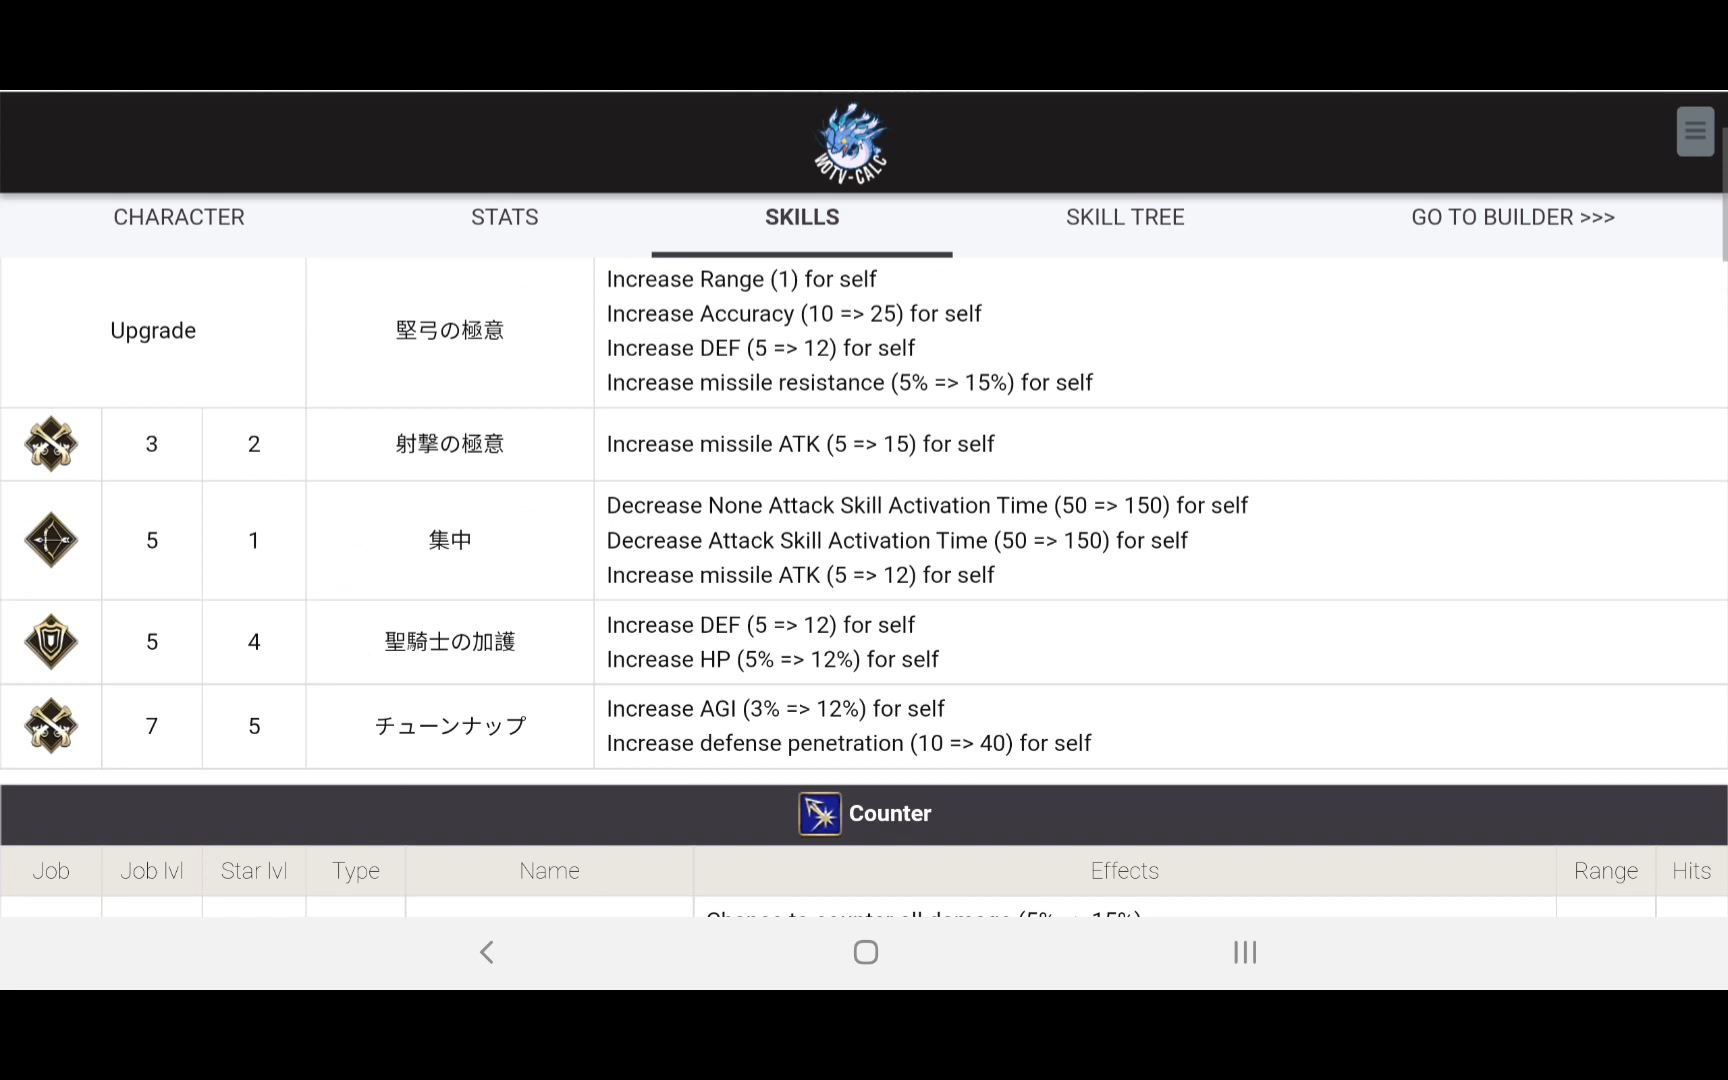 WOTV-CALC
CHARACTER STATS SKILLS SKILL TREE GO TO BUILDER >>>
Upgrade 堅弓の極意
Increase Range (1) for self
Increase Accuracy (10 => 25) for self
Increase DEF (5 => 12) for self
Increase missile resistance (5% => 15%) for self
3 2 射撃の極意 Increase missile ATK (5 => 15) for self
5 1 集中
Decrease None Attack Skill Activation Time (50 => 150) for self
Decrease Attack Skill Activation Time (50 => 150) for self
Increase missile ATK (5 => 12) for self
5 4 聖騎士の加護
Increase DEF (5 => 12) for self
Increase HP (5% => 12%) for self
7 5 チューンナップ
Increase AGI (3% => 12%) for self
Increase defense penetration (10 => 40) for self
Counter
Job Job lvl Star lvl Type Name Effects Range Hits
Chance to counter all damage (5% => 15%)